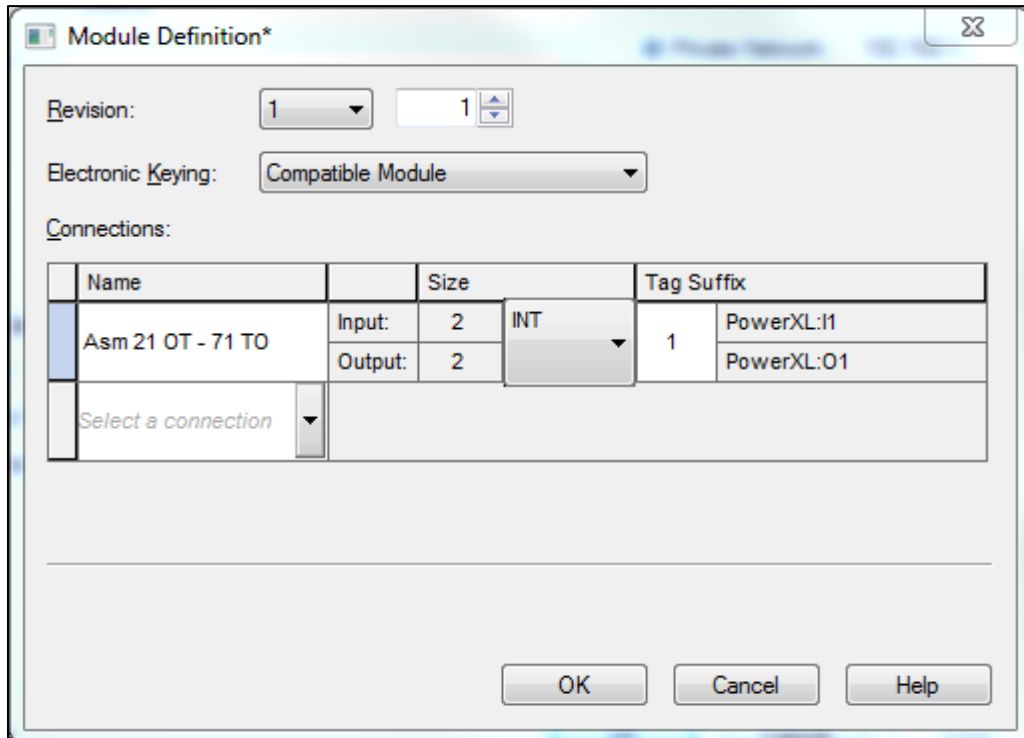 Module Definition*
Revision: 1 1
Electronic Keying: Compatible Module
Connections:
Name Size Tag Suffix
Asm 21 OT - 71 TO Input: 2 INT 1 PowerXL:I1
Output: 2 PowerXL:O1
Select a connection
OK Cancel Help